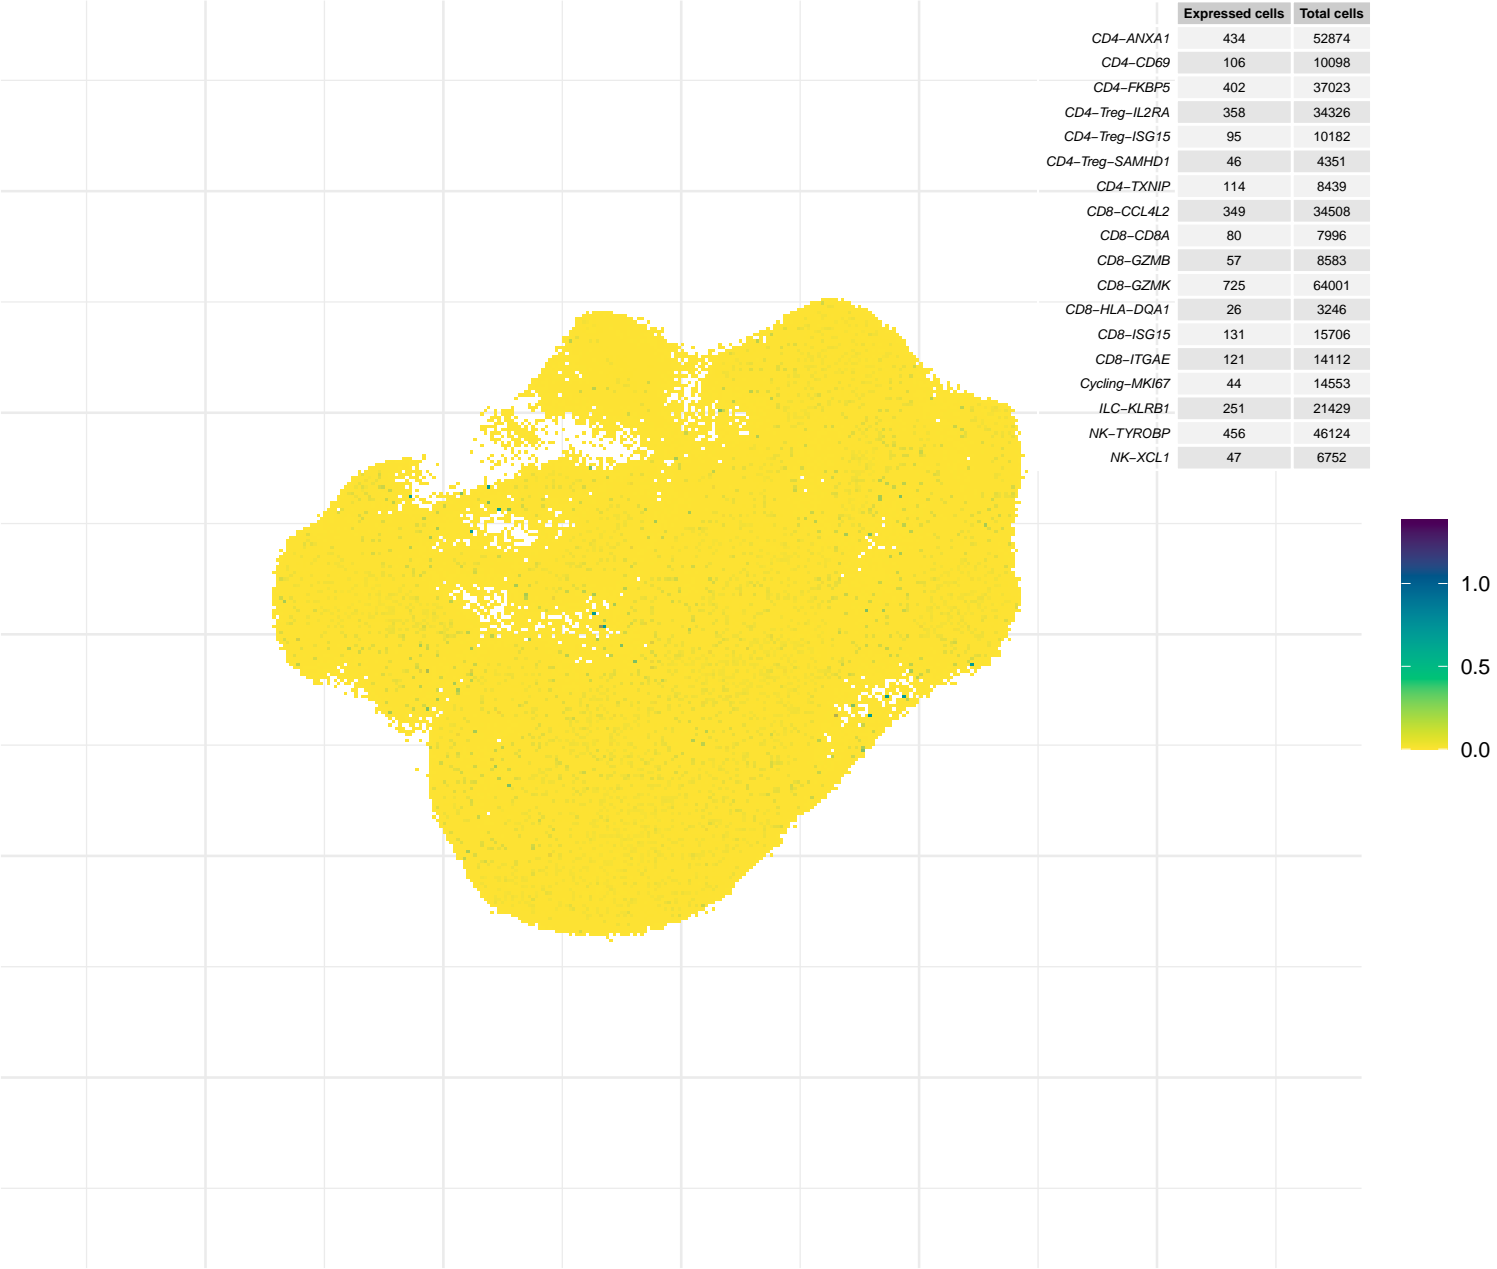 Expressed cells Total cells
CD4−ANXA1 434 52874
CD4−CD69 106 10098
CD4−FKBP5 402 37023
CD4−Treg−IL2RA 358 34326
CD4−Treg−ISG15 95 10182
CD4−Treg−SAMHD1 46 4351
CD4−TXNIP 114 8439
CD8−CCL4L2 349 34508
CD8−CD8A 80 7996
CD8−GZMB 57 8583
CD8−GZMK 725 64001
CD8−HLA−DQA1 26 3246
CD8−ISG15 131 15706
CD8−ITGAE 121 14112
Cycling−MKI67 44 14553
ILC−KLRB1 251 21429
NK−TYROBP 456 46124
NK−XCL1 47 6752
1.0
0.5
0.0